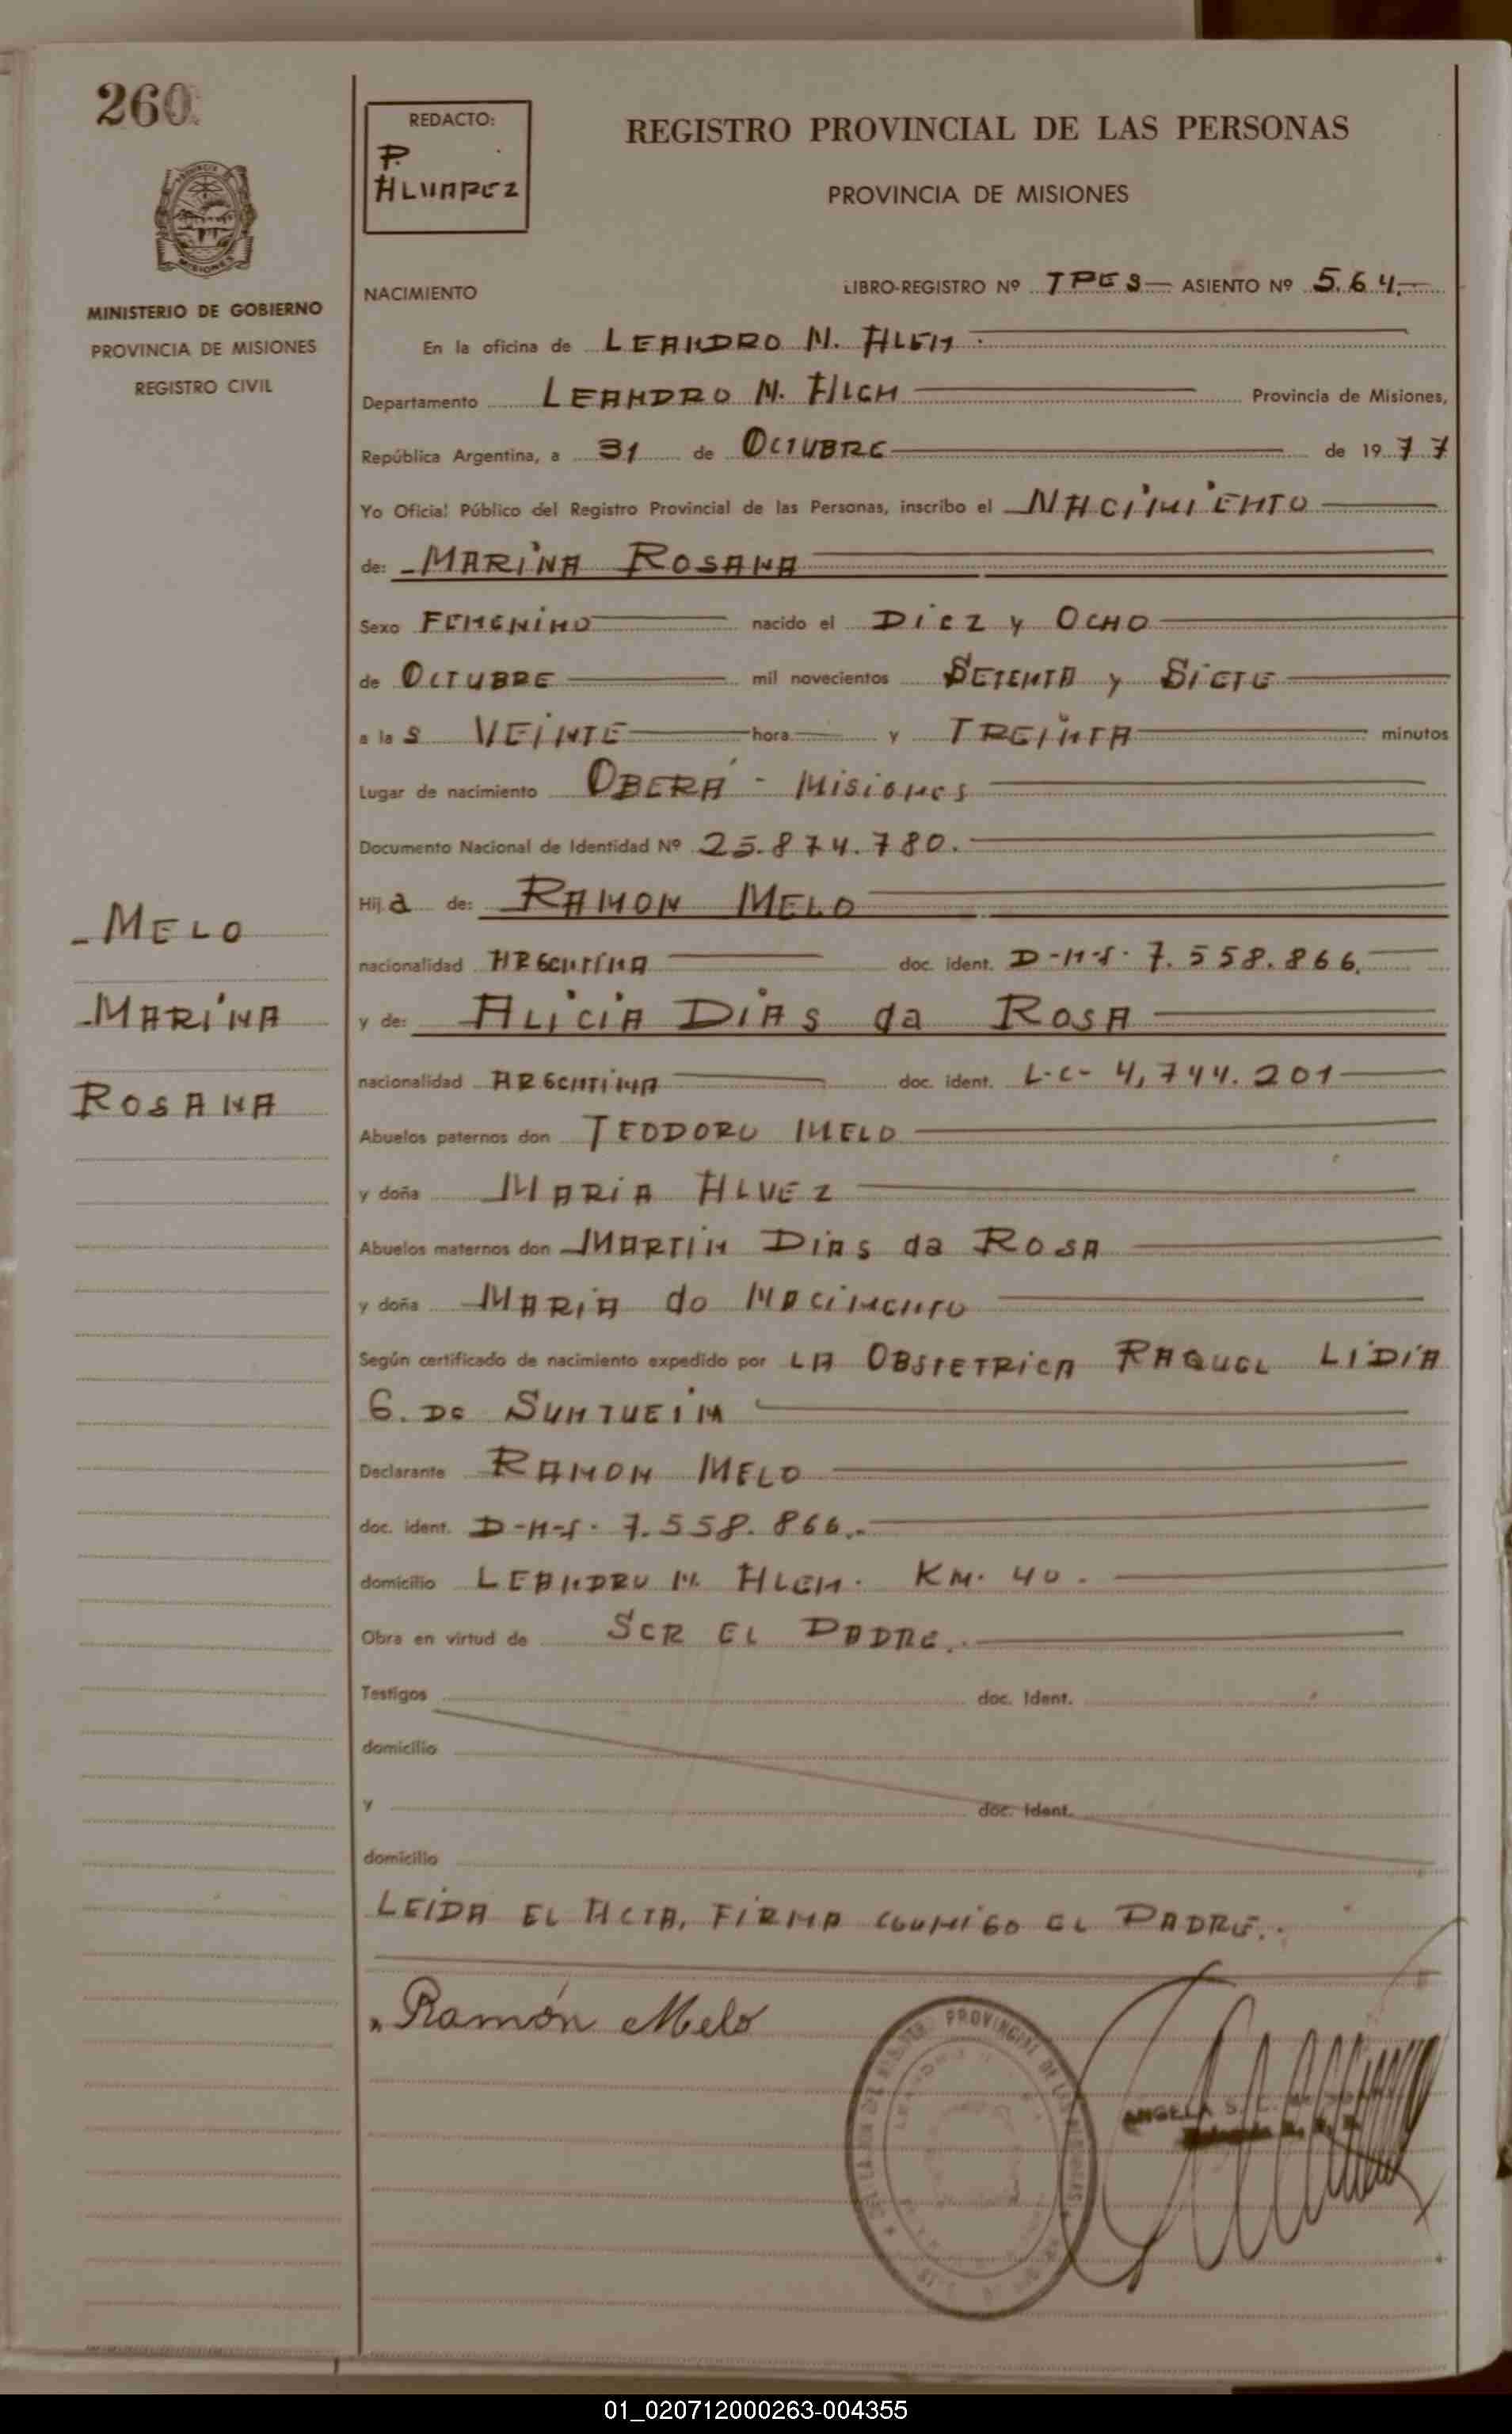 260.
REDACTO:
P.
ALVAREZ
REGISTRO PROVINCIAL DE LAS PERSONAS
PROVINCIA DE MISIONES
MINISTERIO DE GOBIERNO
PROVINCIA DE MISIONES
REGISTRO CIVIL
NACIMIENTO LIBRO-REGISTRO Nº TRES ASIENTO Nº 564.
En la oficina de LEANDRO N. ALEM.
Departamento LEANDRO N. ALEM Provincia de Misiones,
República Argentina, a 31 de OCTUBRE de 1977
Yo Oficial Público del Registro Provincial de las Personas, inscribo el NACIMIENTO
de: MARINA ROSANA
Sexo FEMENINO nacido el DIEZ y OCHO
de OCTUBRE mil novecientos SETENTA y SIETE
a las VEINTE hora y TREINTA minutos
Lugar de nacimiento OBERÁ - MISIONES
Documento Nacional de Identidad Nº 25.874.780.
Hija de: RAMON MELO
nacionalidad ARGENTINA doc. ident. D-N-I. 7.558.866.
y de: ALICIA DIAS da ROSA
nacionalidad ARGENTINA doc. ident. L-C- 4,744.201
Abuelos paternos don TEODORO MELO
y doña MARIA ALVEZ
Abuelos maternos don MARTIN DIAS da ROSA
y doña MARIA do NACIMENTO
Según certificado de nacimiento expedido por LA OBSTETRICA RAQUEL LIDIA
G. DE
Declarante RAMON MELO
doc. ident. D-N-I. 7.558.866.
domicilio LEANDRO N. ALEM. KM. 40.
Obra en virtud de SER EL PADRE.
Testigos doc. Ident.
domicilio
y doc. Ident.
domicilio
LEIDA EL ACTA, FIRMA CONMIGO EL PADRE.
Ramón Melo
PROVINCIAL DE LAS
ANGELA S.
MELO
MARINA
ROSANA
01_020712000263-004355